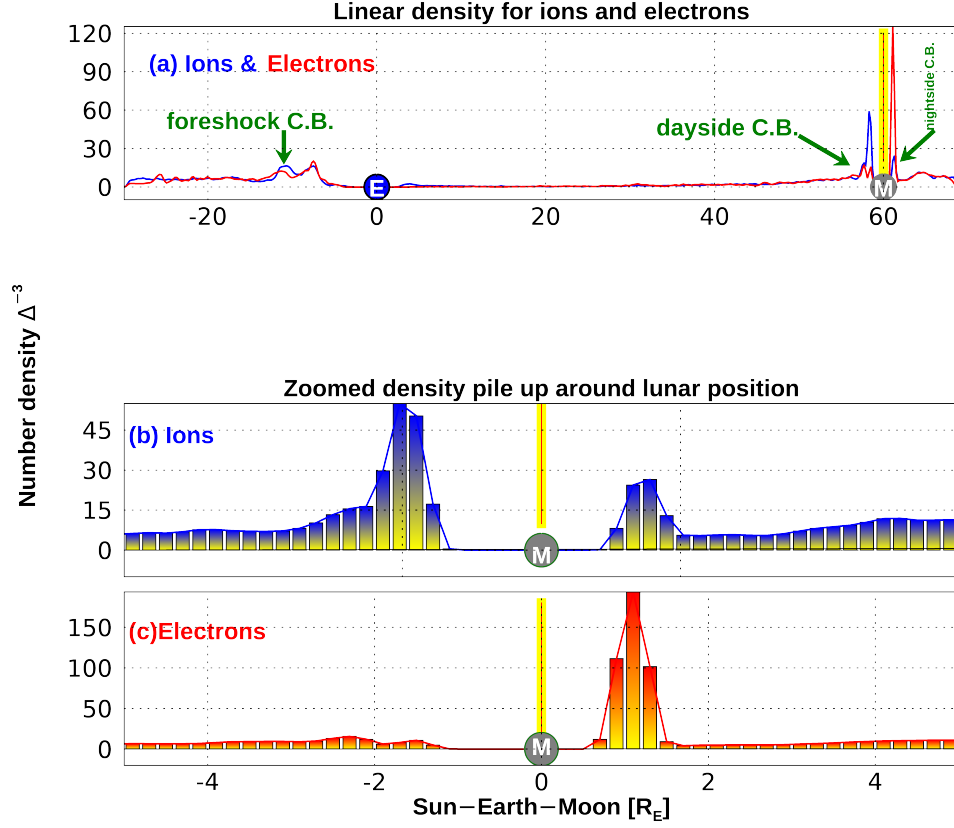 Linear density for ions and electrons
120
90
60
30
0
(a) Ions & Electrons
foreshock C.B.
dayside C.B.
nightside C.B.
E
M
-20
0
20
40
60
Number density Δ⁻³
Zoomed density pile up around lunar position
45
30
15
0
(b) Ions
M
150
100
50
0
(c)Electrons
M
-4
-2
0
2
4
Sun−Earth−Moon [R_E]